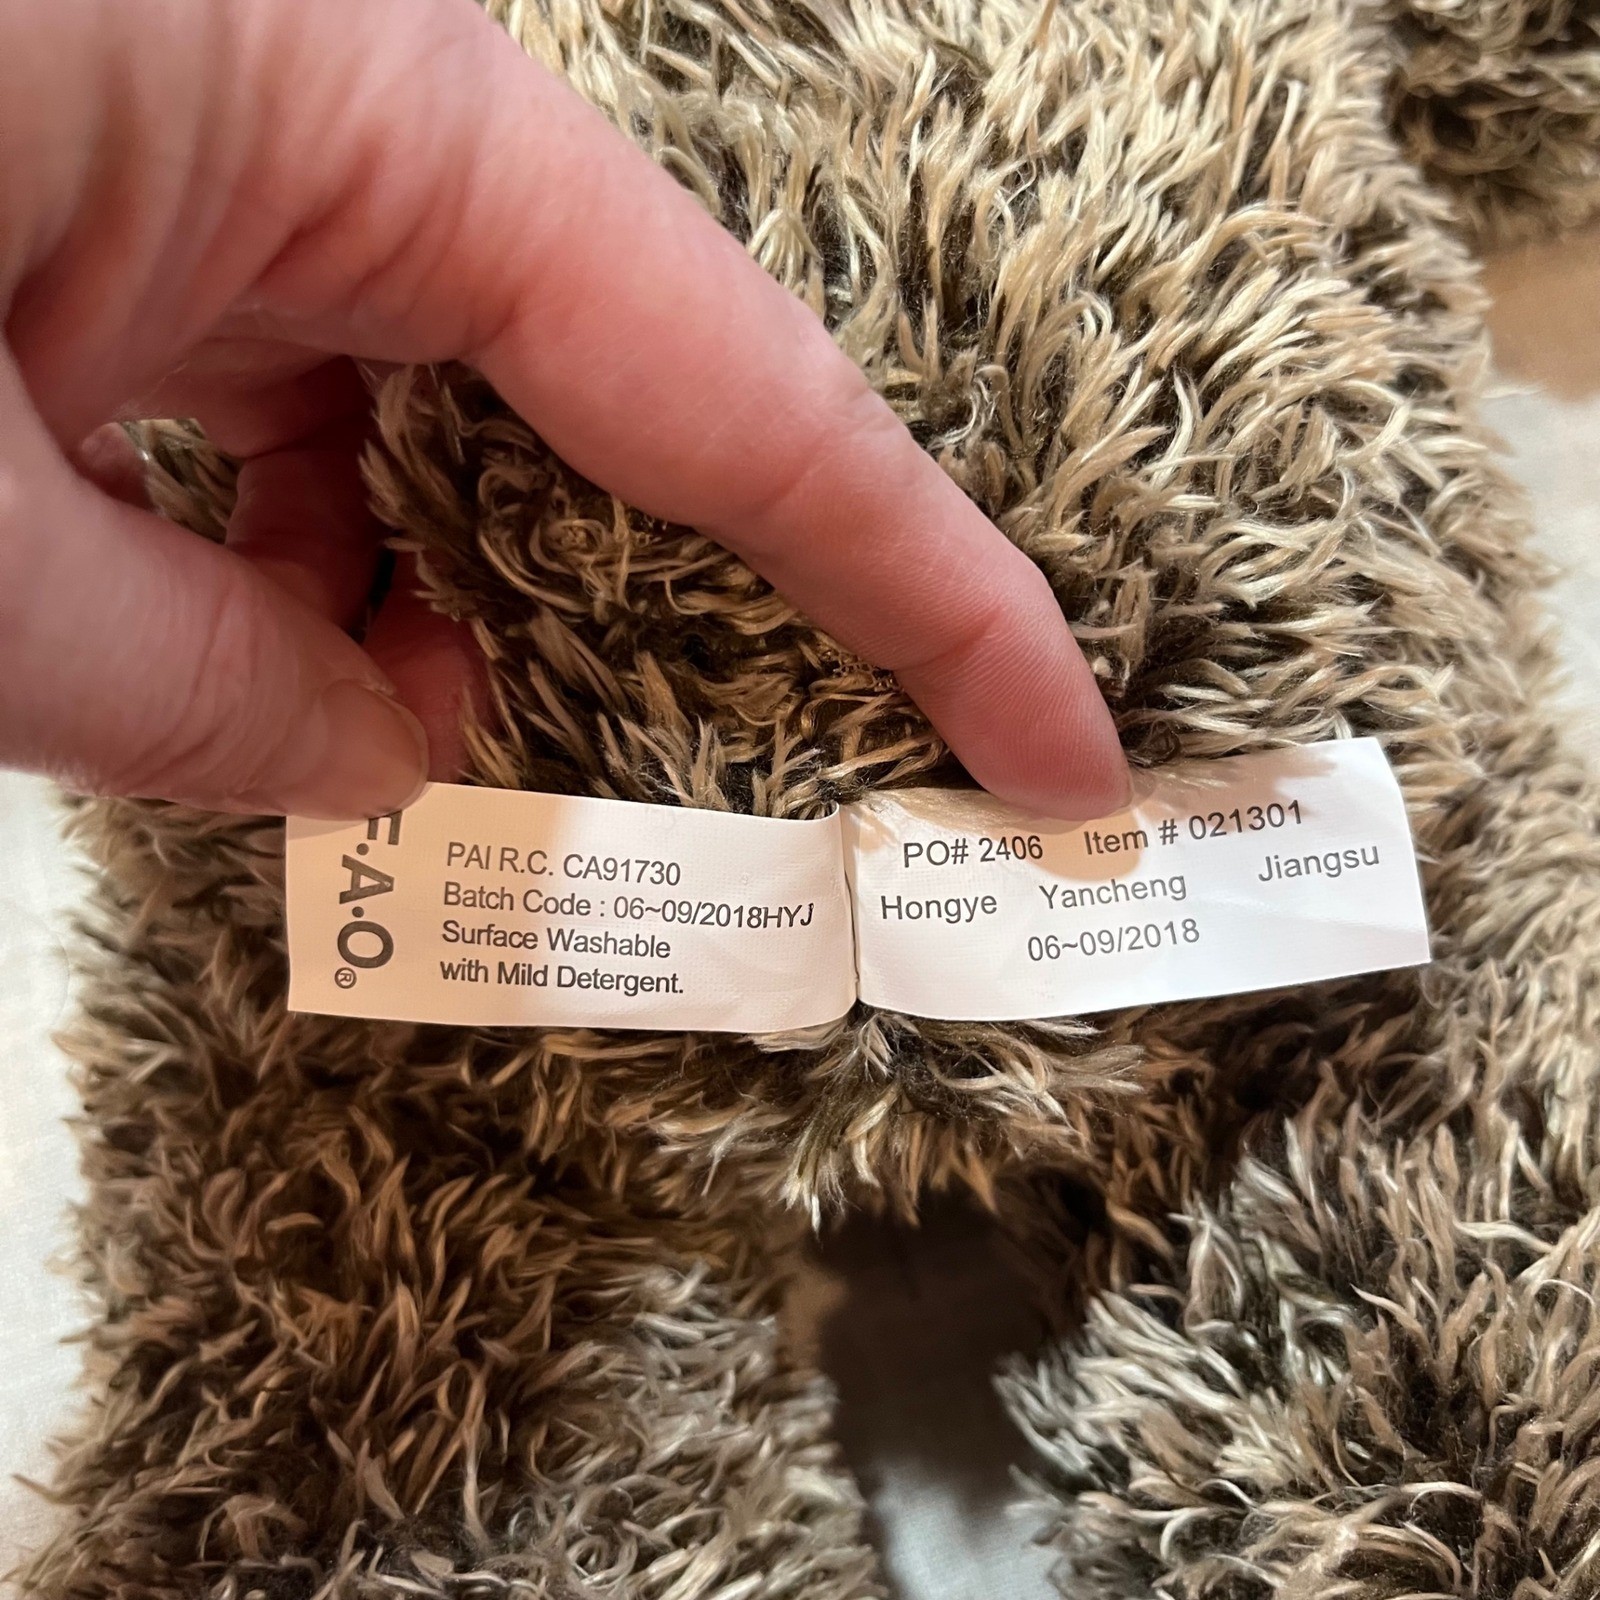 F.A.O®
PAI R.C. CA91730
Batch Code : 06~09/2018HYJ
Surface Washable
with Mild Detergent.
PO# 2406 Item # 021301
Hongye Yancheng Jiangsu
06~09/2018